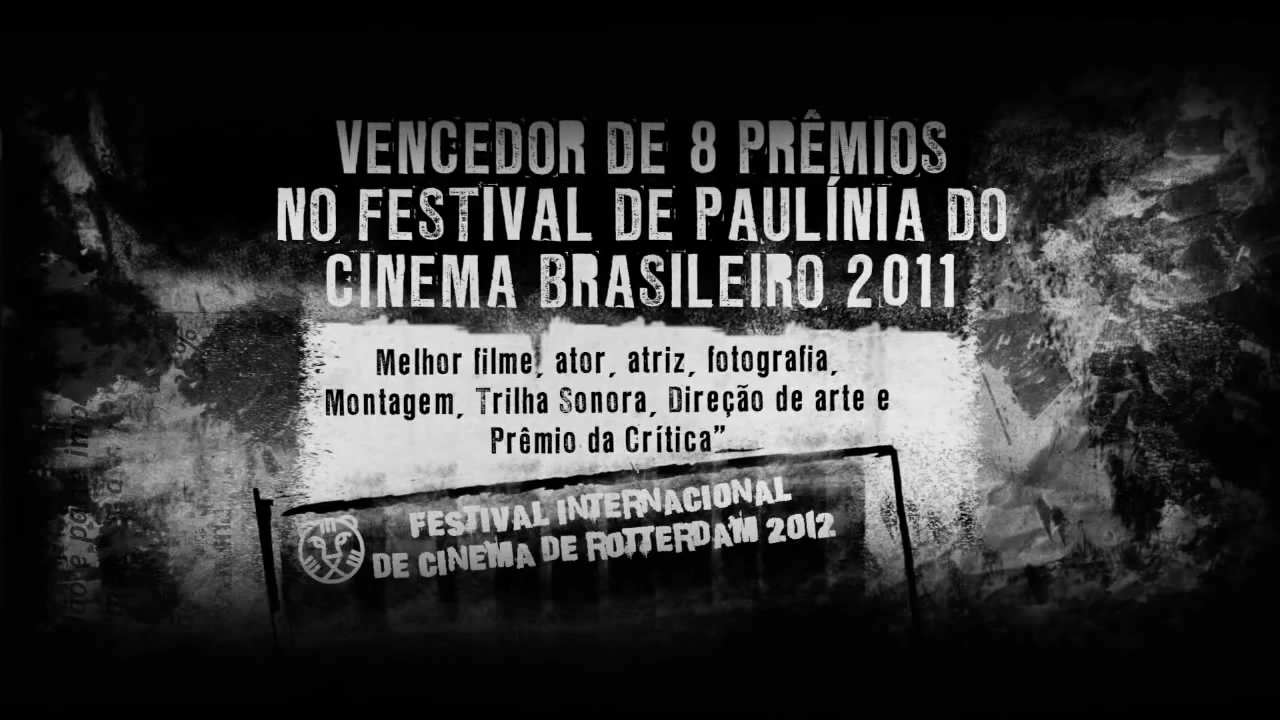 VENCEDOR DE 8 PRÊMIOS
NO FESTIVAL DE PAULÍNIA DO
CINEMA BRASILEIRO 2011
Melhor filme, ator, atriz, fotografia,
Montagem, Trilha Sonora, Direção de arte e
Prêmio da Crítica”
FESTIVAL INTERNACIONAL
DE CINEMA DE ROTTERDAM 2012